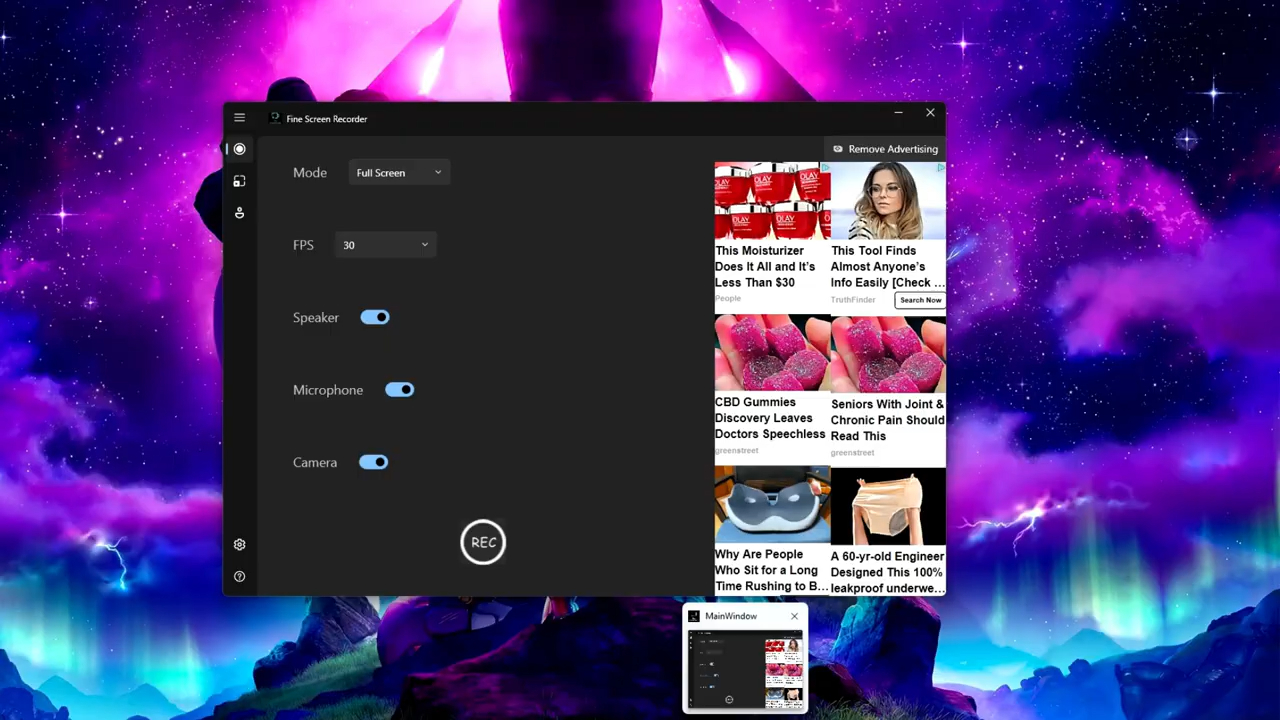 Fine Screen Recorder
Remove Advertising
Mode
Full Screen
FPS
30
Speaker
Microphone
Camera
REC
OLAY
OLAY
OLAY
OLAY
This Moisturizer
Does It All and It's
Less Than $30
People
This Tool Finds
Almost Anyone's
Info Easily [Check ...
TruthFinder
Search Now
CBD Gummies
Discovery Leaves
Doctors Speechless
greenstreet
Seniors With Joint &
Chronic Pain Should
Read This
greenstreet
Why Are People
Who Sit for a Long
Time Rushing to B...
A 60-yr-old Engineer
Designed This 100%
leakproof underwe...
MainWindow